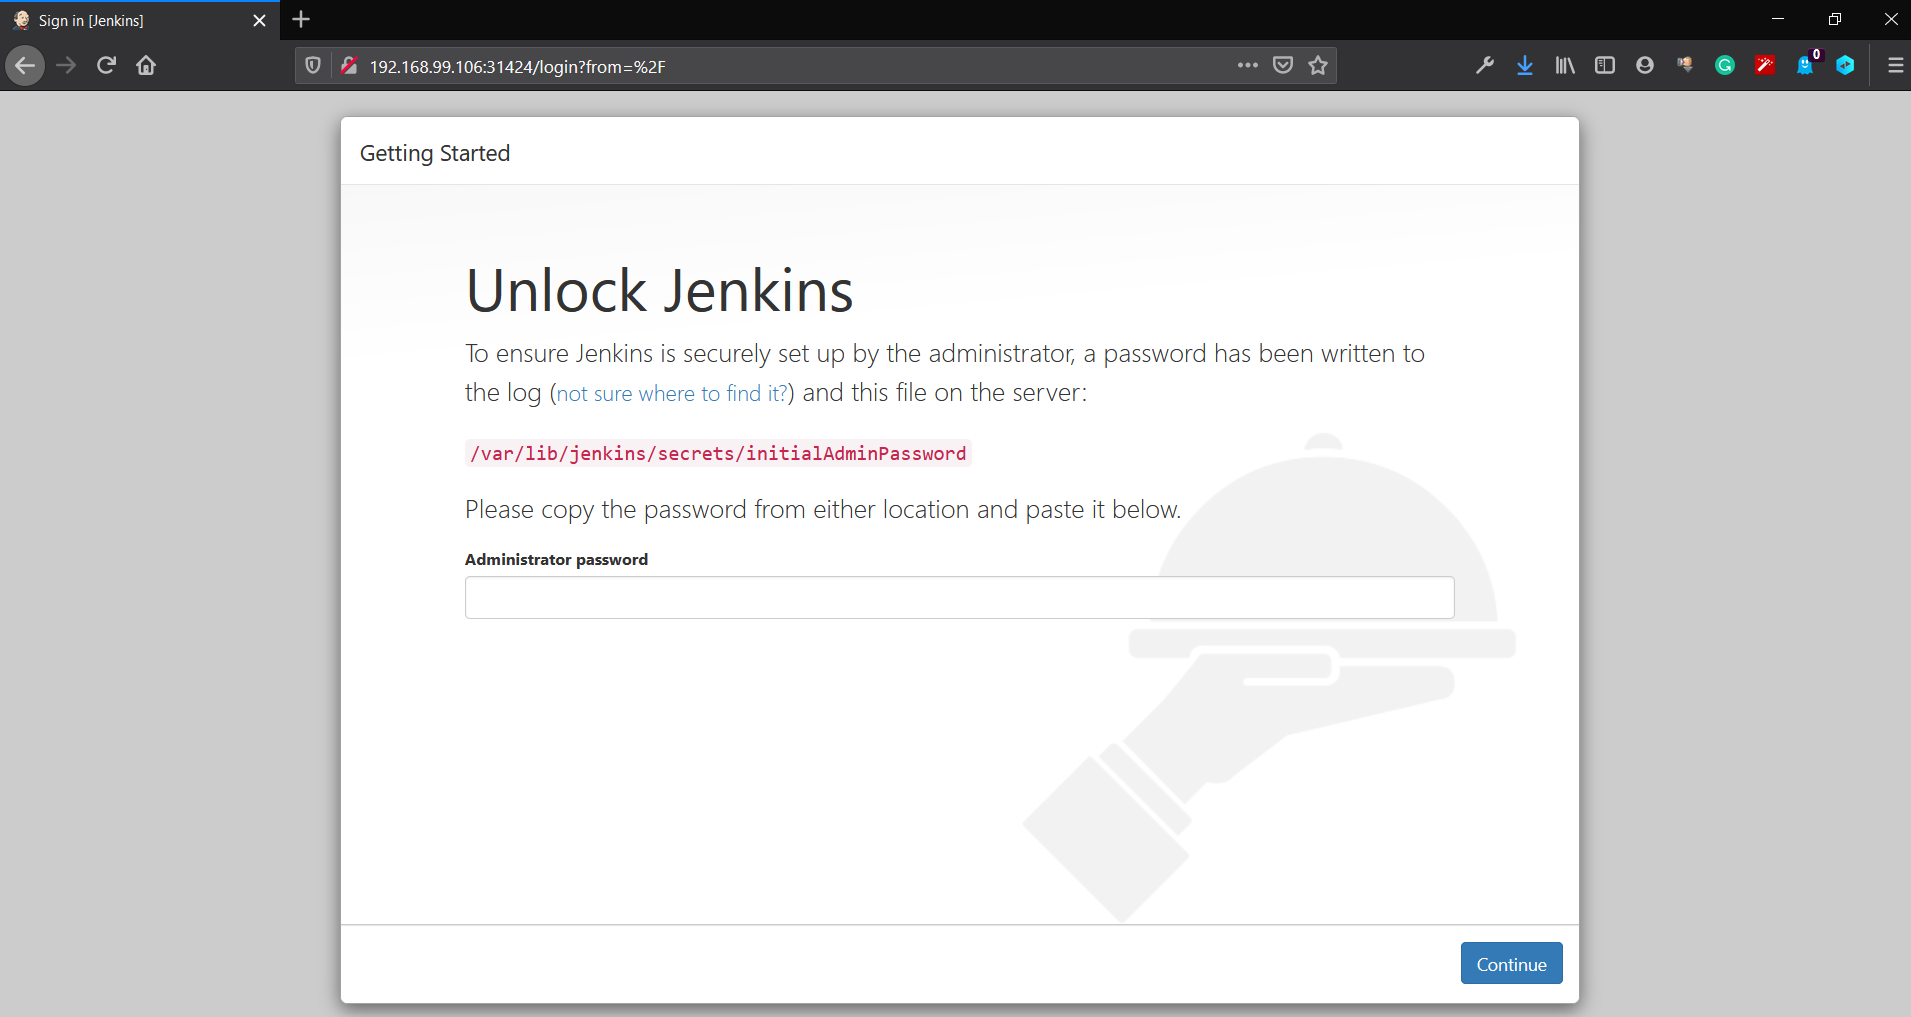 Sign in [Jenkins]
192.168.99.106:31424/login?from=%2F
0
Getting Started
Unlock Jenkins
To ensure Jenkins is securely set up by the administrator, a password has been written to
the log (not sure where to find it?) and this file on the server:
/var/lib/jenkins/secrets/initialAdminPassword
Please copy the password from either location and paste it below.
Administrator password
Continue